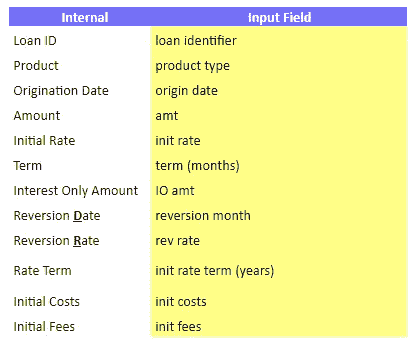 Internal Input Field
Loan ID loan identifier
Product product type
Origination Date origin date
Amount amt
Initial Rate init rate
Term term (months)
Interest Only Amount IO amt
Reversion Date reversion month
Reversion Rate rev rate
Rate Term init rate term (years)
Initial Costs init costs
Initial Fees init fees